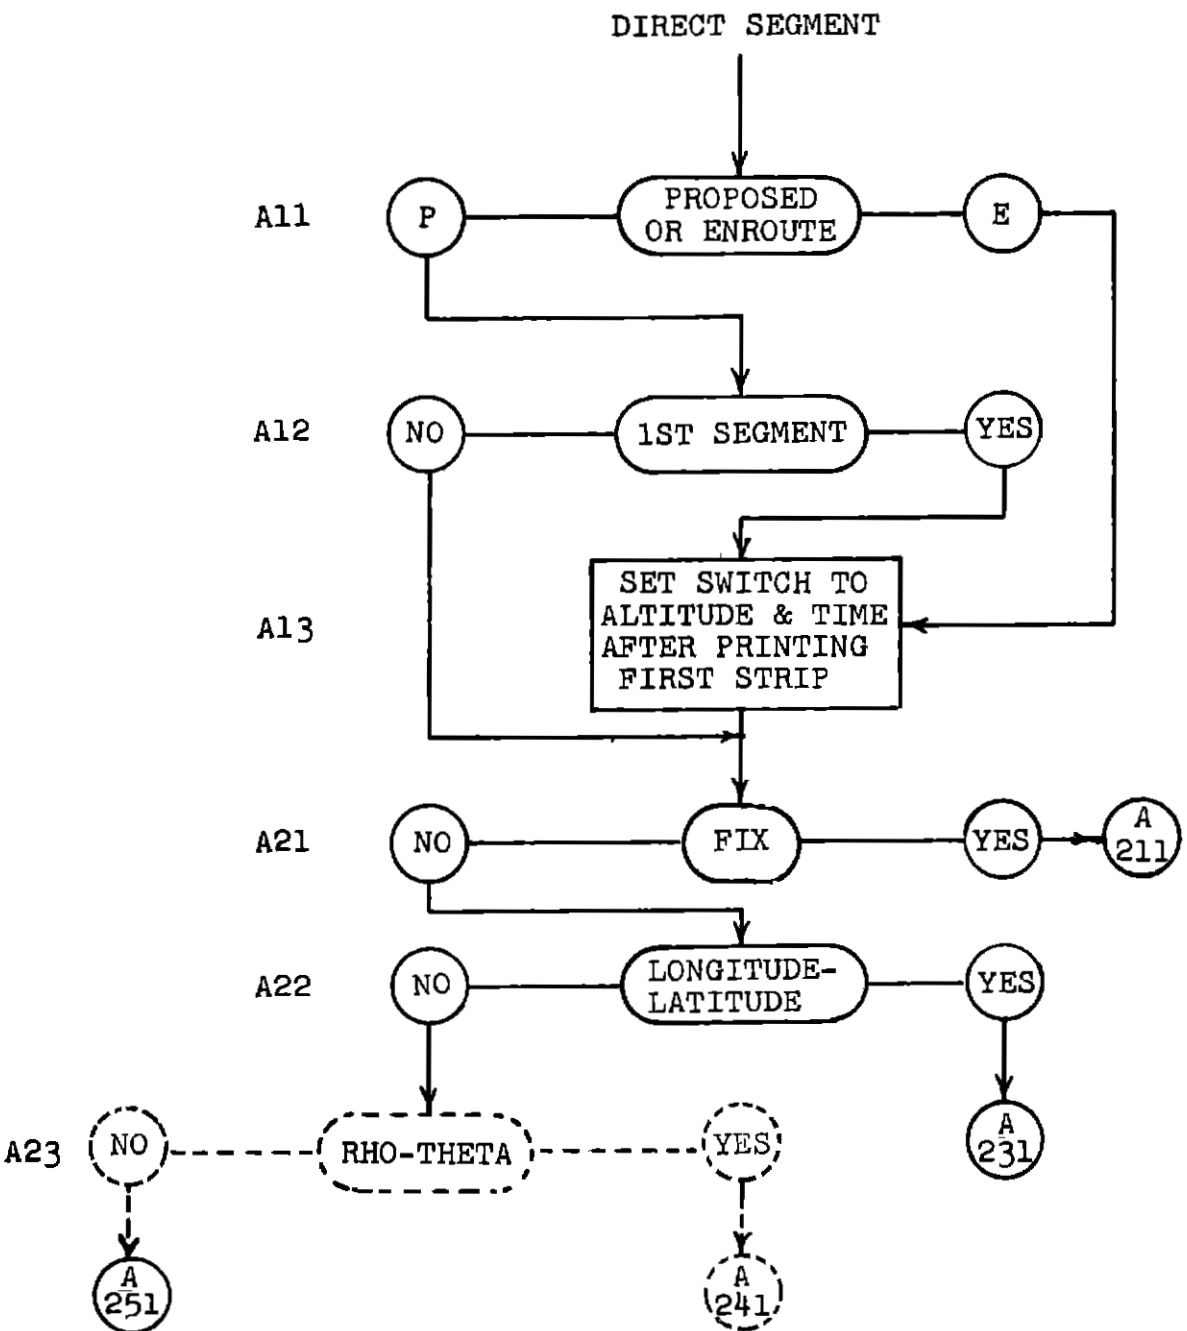 DIRECT SEGMENT
A11
P
PROPOSED
OR ENROUTE
E
A12
NO
1ST SEGMENT
YES
A13
SET SWITCH TO
ALTITUDE & TIME
AFTER PRINTING
FIRST STRIP
A21
NO
FIX
YES
A
211
A22
NO
LONGITUDE-
LATITUDE
YES
A
231
A23
NO
RHO-THETA
YES
A
251
A
241